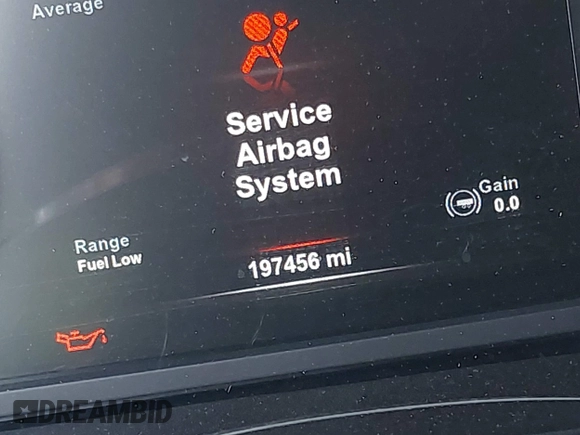 Average
Service
Airbag
System
Gain
0.0
Range
Fuel Low
197456 mi
DREAMBID